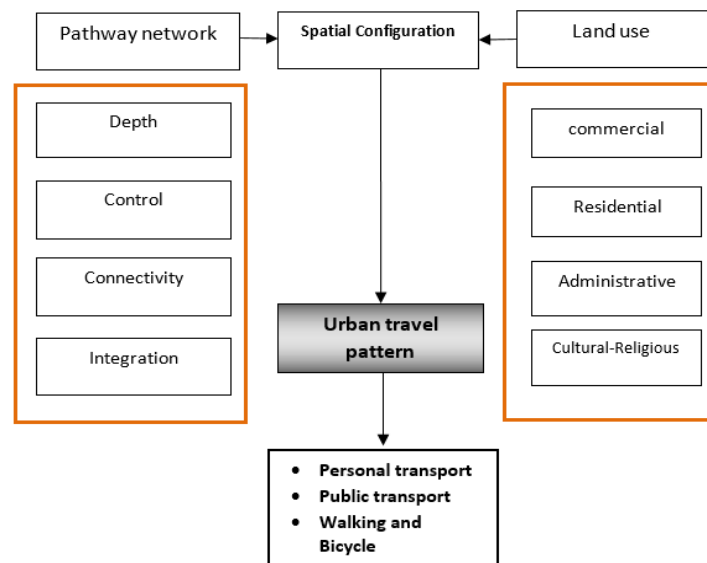 Pathway network
Spatial Configuration
Land use
Depth
Control
Connectivity
Integration
commercial
Residential
Administrative
Cultural-Religious
Urban travel
pattern
• Personal transport
• Public transport
• Walking and
Bicycle